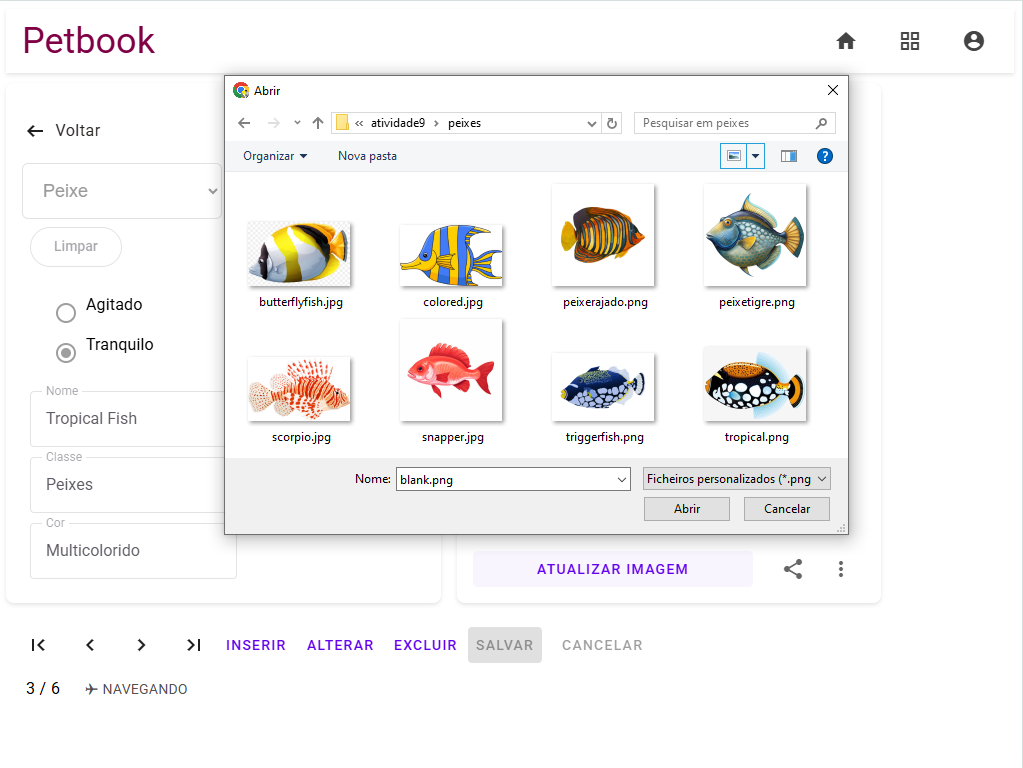 Petbook
Abrir
Voltar
« atividade9 › peixes
Pesquisar em peixes
Organizar
Nova pasta
?
Peixe
Limpar
Agitado
Tranquilo
Nome
Tropical Fish
Classe
Peixes
Cor
Multicolorido
butterflyfish.jpg
colored.jpg
peixerajado.png
peixetigre.png
scorpio.jpg
snapper.jpg
triggerfish.png
tropical.png
Nome:
blank.png
Ficheiros personalizados (*.png
Abrir
Cancelar
ATUALIZAR IMAGEM
INSERIR
ALTERAR
EXCLUIR
SALVAR
CANCELAR
3 / 6
NAVEGANDO